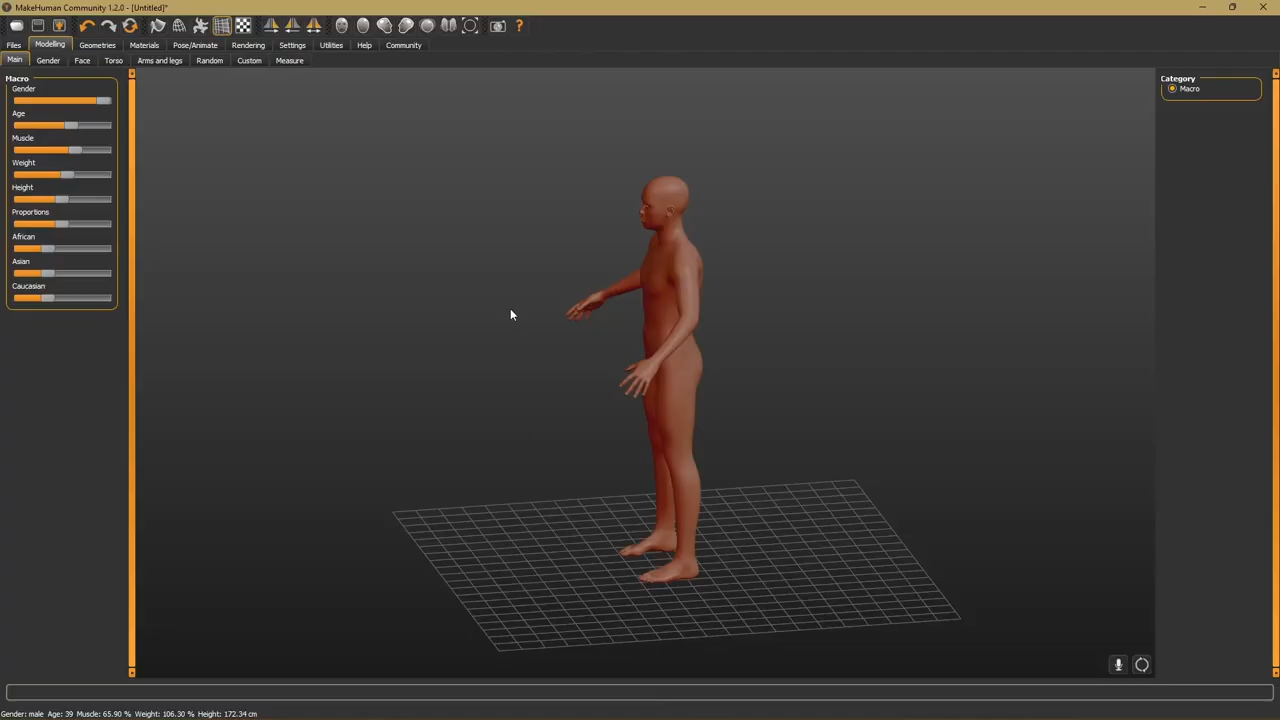 MakeHuman Community 1.2.0 - [Untitled]*
Files Modelling Geometries Materials Pose/Animate Rendering Settings Utilities Help Community
Main Gender Face Torso Arms and legs Random Custom Measure
Macro
Gender
Age
Muscle
Weight
Height
Proportions
African
Asian
Caucasian
Category
Macro
Gender: male Age: 39 Muscle: 65.90 % Weight: 106.30 % Height: 172.34 cm